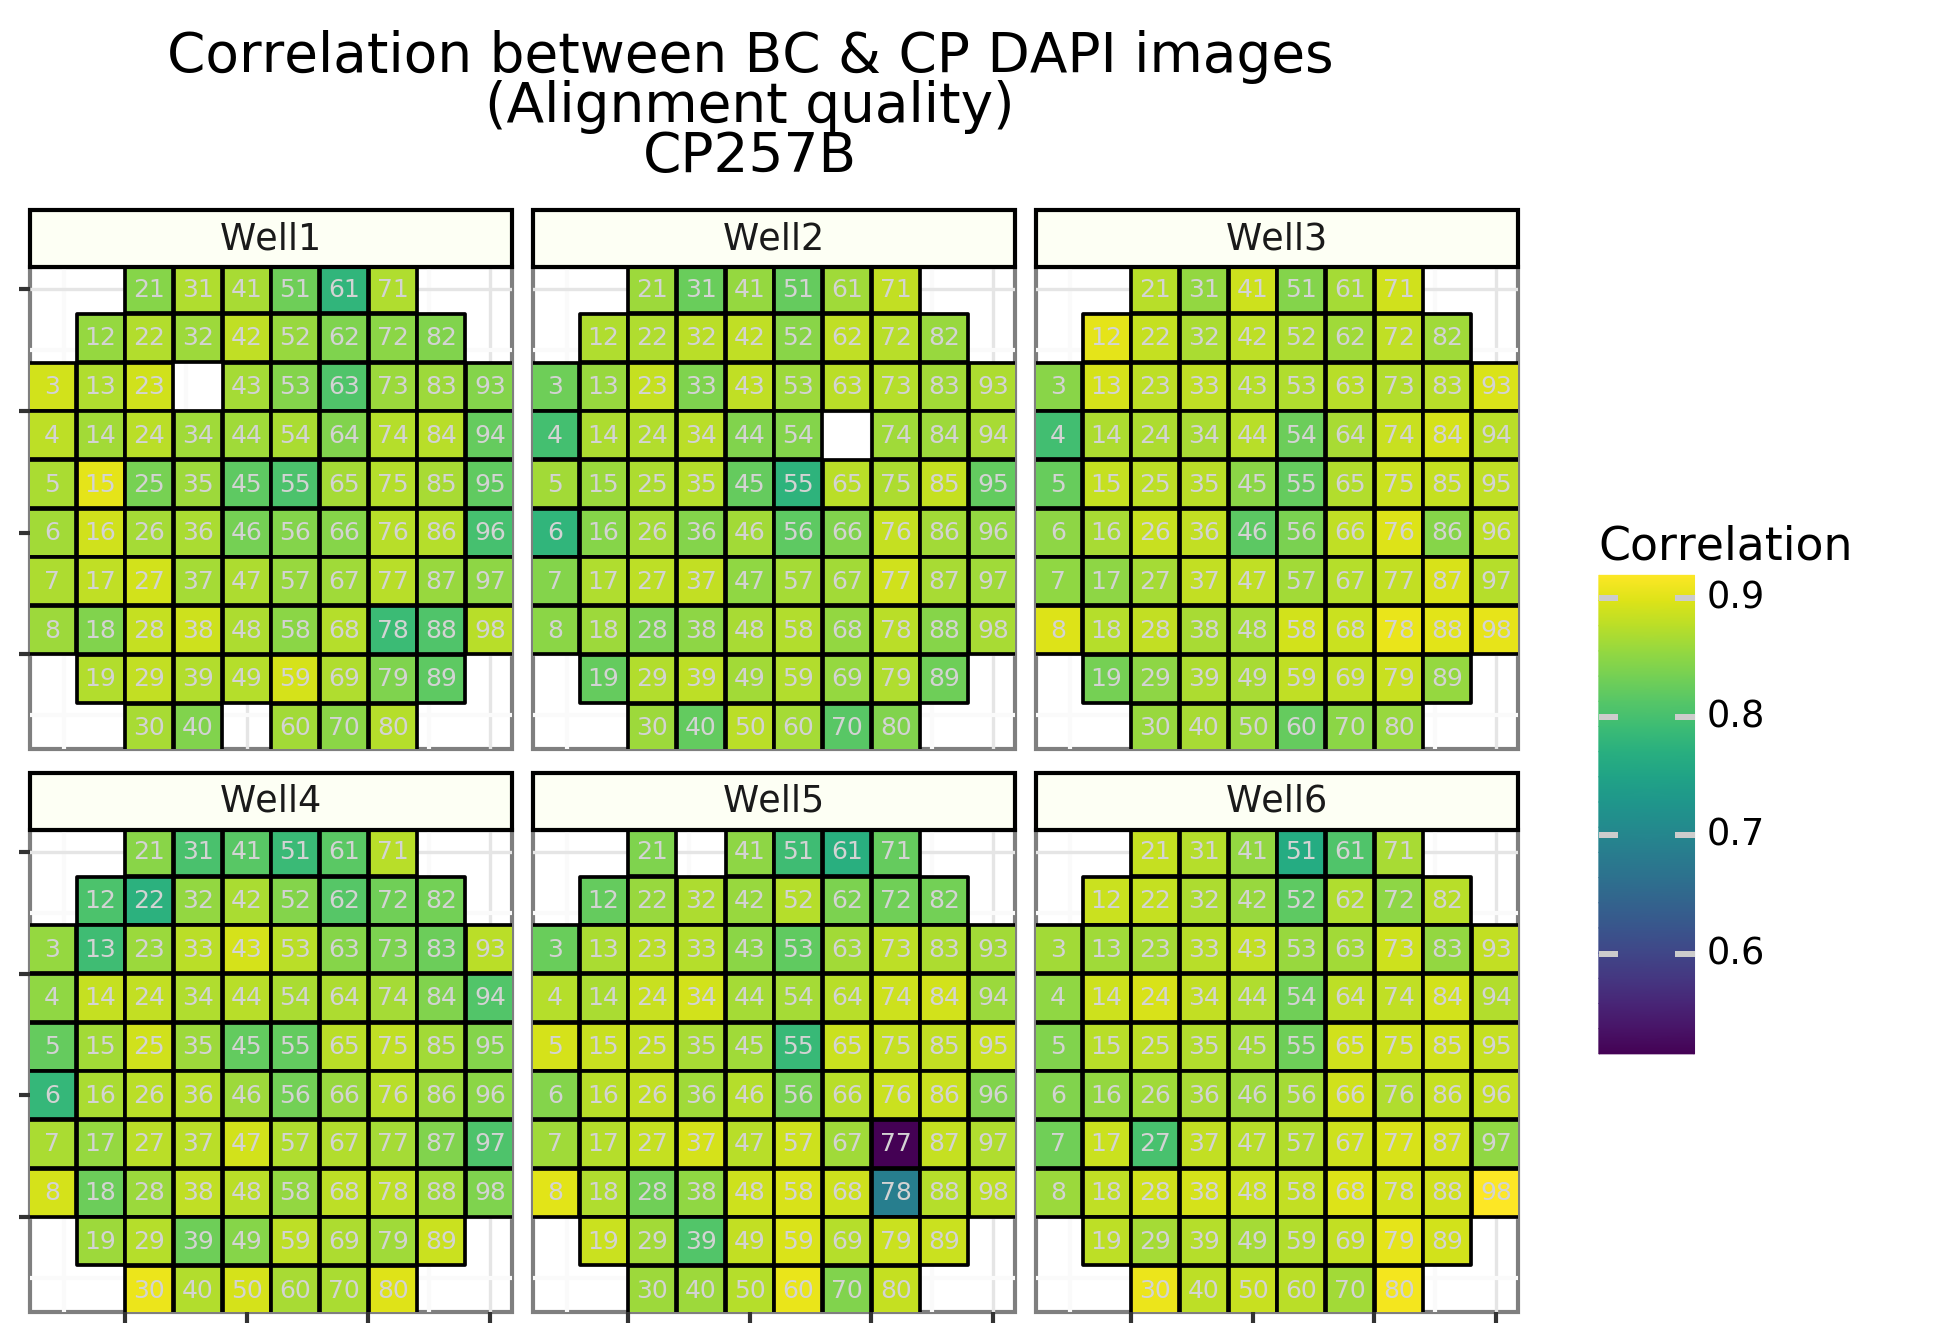 Correlation between BC & CP DAPI images
(Alignment quality)
CP257B
Well1 Well2 Well3
21 31 41 51 61 71 21 31 41 51 61 71 21 31 41 51 61 71
12 22 32 42 52 62 72 82 12 22 32 42 52 62 72 82 12 22 32 42 52 62 72 82
3 13 23 43 53 63 73 83 93 3 13 23 33 43 53 63 73 83 93 3 13 23 33 43 53 63 73 83 93
4 14 24 34 44 54 64 74 84 94 4 14 24 34 44 54 74 84 94 4 14 24 34 44 54 64 74 84 94
5 15 25 35 45 55 65 75 85 95 5 15 25 35 45 55 65 75 85 95 5 15 25 35 45 55 65 75 85 95
6 16 26 36 46 56 66 76 86 96 6 16 26 36 46 56 66 76 86 96 6 16 26 36 46 56 66 76 86 96
7 17 27 37 47 57 67 77 87 97 7 17 27 37 47 57 67 77 87 97 7 17 27 37 47 57 67 77 87 97
8 18 28 38 48 58 68 78 88 98 8 18 28 38 48 58 68 78 88 98 8 18 28 38 48 58 68 78 88 98
19 29 39 49 59 69 79 89 19 29 39 49 59 69 79 89 19 29 39 49 59 69 79 89
30 40 60 70 80 30 40 50 60 70 80 30 40 50 60 70 80
Well4 Well5 Well6
21 31 41 51 61 71 21 41 51 61 71 21 31 41 51 61 71
12 22 32 42 52 62 72 82 12 22 32 42 52 62 72 82 12 22 32 42 52 62 72 82
3 13 23 33 43 53 63 73 83 93 3 13 23 33 43 53 63 73 83 93 3 13 23 33 43 53 63 73 83 93
4 14 24 34 44 54 64 74 84 94 4 14 24 34 44 54 64 74 84 94 4 14 24 34 44 54 64 74 84 94
5 15 25 35 45 55 65 75 85 95 5 15 25 35 45 55 65 75 85 95 5 15 25 35 45 55 65 75 85 95
6 16 26 36 46 56 66 76 86 96 6 16 26 36 46 56 66 76 86 96 6 16 26 36 46 56 66 76 86 96
7 17 27 37 47 57 67 77 87 97 7 17 27 37 47 57 67 77 87 97 7 17 27 37 47 57 67 77 87 97
8 18 28 38 48 58 68 78 88 98 8 18 28 38 48 58 68 78 88 98 8 18 28 38 48 58 68 78 88 98
19 29 39 49 59 69 79 89 19 29 39 49 59 69 79 89 19 29 39 49 59 69 79 89
30 40 50 60 70 80 30 40 50 60 70 80 30 40 50 60 70 80
Correlation
0.9
0.8
0.7
0.6